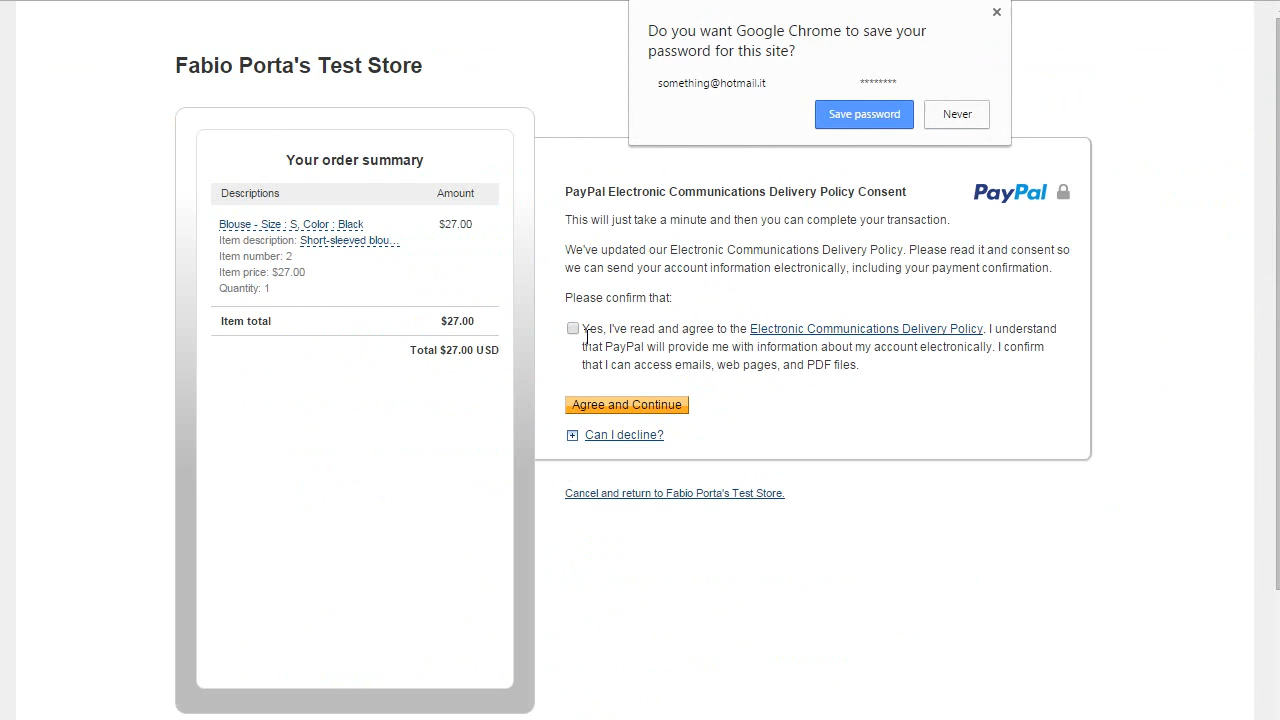 Do you want Google Chrome to save your
password for this site?
something@hotmail.it ********
Save password Never
Fabio Porta's Test Store
Your order summary
Descriptions Amount
Blouse - Size : S, Color : Black $27.00
Item description: Short-sleeved blou...
Item number: 2
Item price: $27.00
Quantity: 1
Item total $27.00
Total $27.00 USD
PayPal Electronic Communications Delivery Policy Consent PayPal
This will just take a minute and then you can complete your transaction.
We've updated our Electronic Communications Delivery Policy. Please read it and consent so
we can send your account information electronically, including your payment confirmation.
Please confirm that:
Yes, I've read and agree to the Electronic Communications Delivery Policy. I understand
that PayPal will provide me with information about my account electronically. I confirm
that I can access emails, web pages, and PDF files.
Agree and Continue
Can I decline?
Cancel and return to Fabio Porta's Test Store.